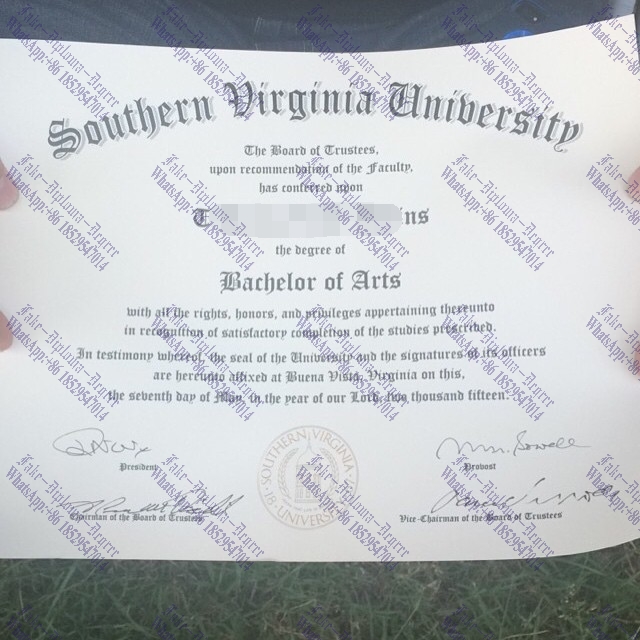 Southern Virginia University
The Board of Trustees,
upon recommendation of the Faculty,
has conferred upon
T ns
the degree of
Bachelor of Arts
with all the rights, honors, and privileges appertaining thereunto
in recognition of satisfactory completion of the studies prescribed.
In testimony whereof, the seal of the University and the signatures of its officers
are hereunto affixed at Buena Vista, Virginia on this,
the seventh day of May, in the year of our Lord, two thousand fifteen.
President
Provost
SOUTHERN VIRGINIA UNIVERSITY
Chairman of the Board of Trustees
Vice-Chairman of the Board of Trustees
Fake-Diploma-Degree
WhatsApp:+86 18529547014